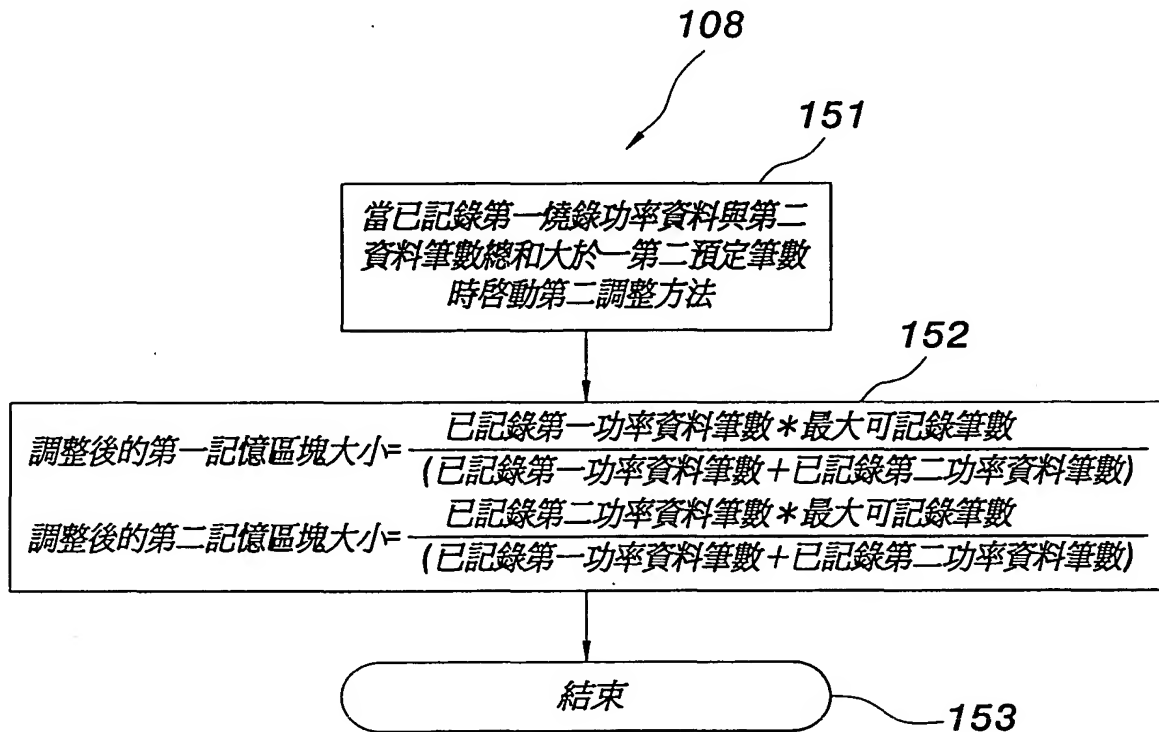 108
151
當已記錄第一燒錄功率資料與第二
資料筆數總和大於一第二預定筆數
時啓動第二調整方法
152
調整後的第一記憶區塊大小= 已記錄第一功率資料筆數*最大可記錄筆數
(已記錄第一功率資料筆數+已記錄第二功率資料筆數)
調整後的第二記憶區塊大小= 已記錄第二功率資料筆數*最大可記錄筆數
(已記錄第一功率資料筆數+已記錄第二功率資料筆數)
結束
153